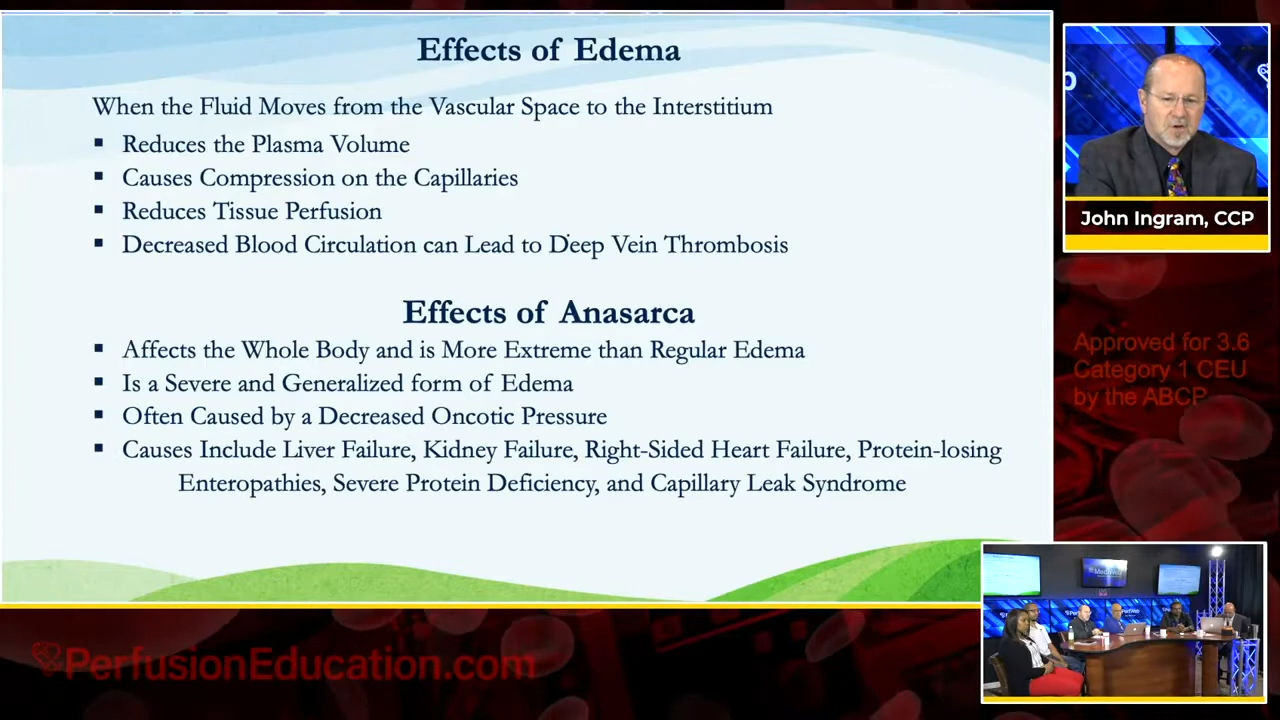 Effects of Edema
When the Fluid Moves from the Vascular Space to the Interstitium
▪ Reduces the Plasma Volume
▪ Causes Compression on the Capillaries
▪ Reduces Tissue Perfusion
▪ Decreased Blood Circulation can Lead to Deep Vein Thrombosis
Effects of Anasarca
▪ Affects the Whole Body and is More Extreme than Regular Edema
▪ Is a Severe and Generalized form of Edema
▪ Often Caused by a Decreased Oncotic Pressure
▪ Causes Include Liver Failure, Kidney Failure, Right-Sided Heart Failure, Protein-losing
Enteropathies, Severe Protein Deficiency, and Capillary Leak Syndrome
John Ingram, CCP
Approved for 3.6
Category 1 CEU
by the ABCP
PerfusionEducation.com